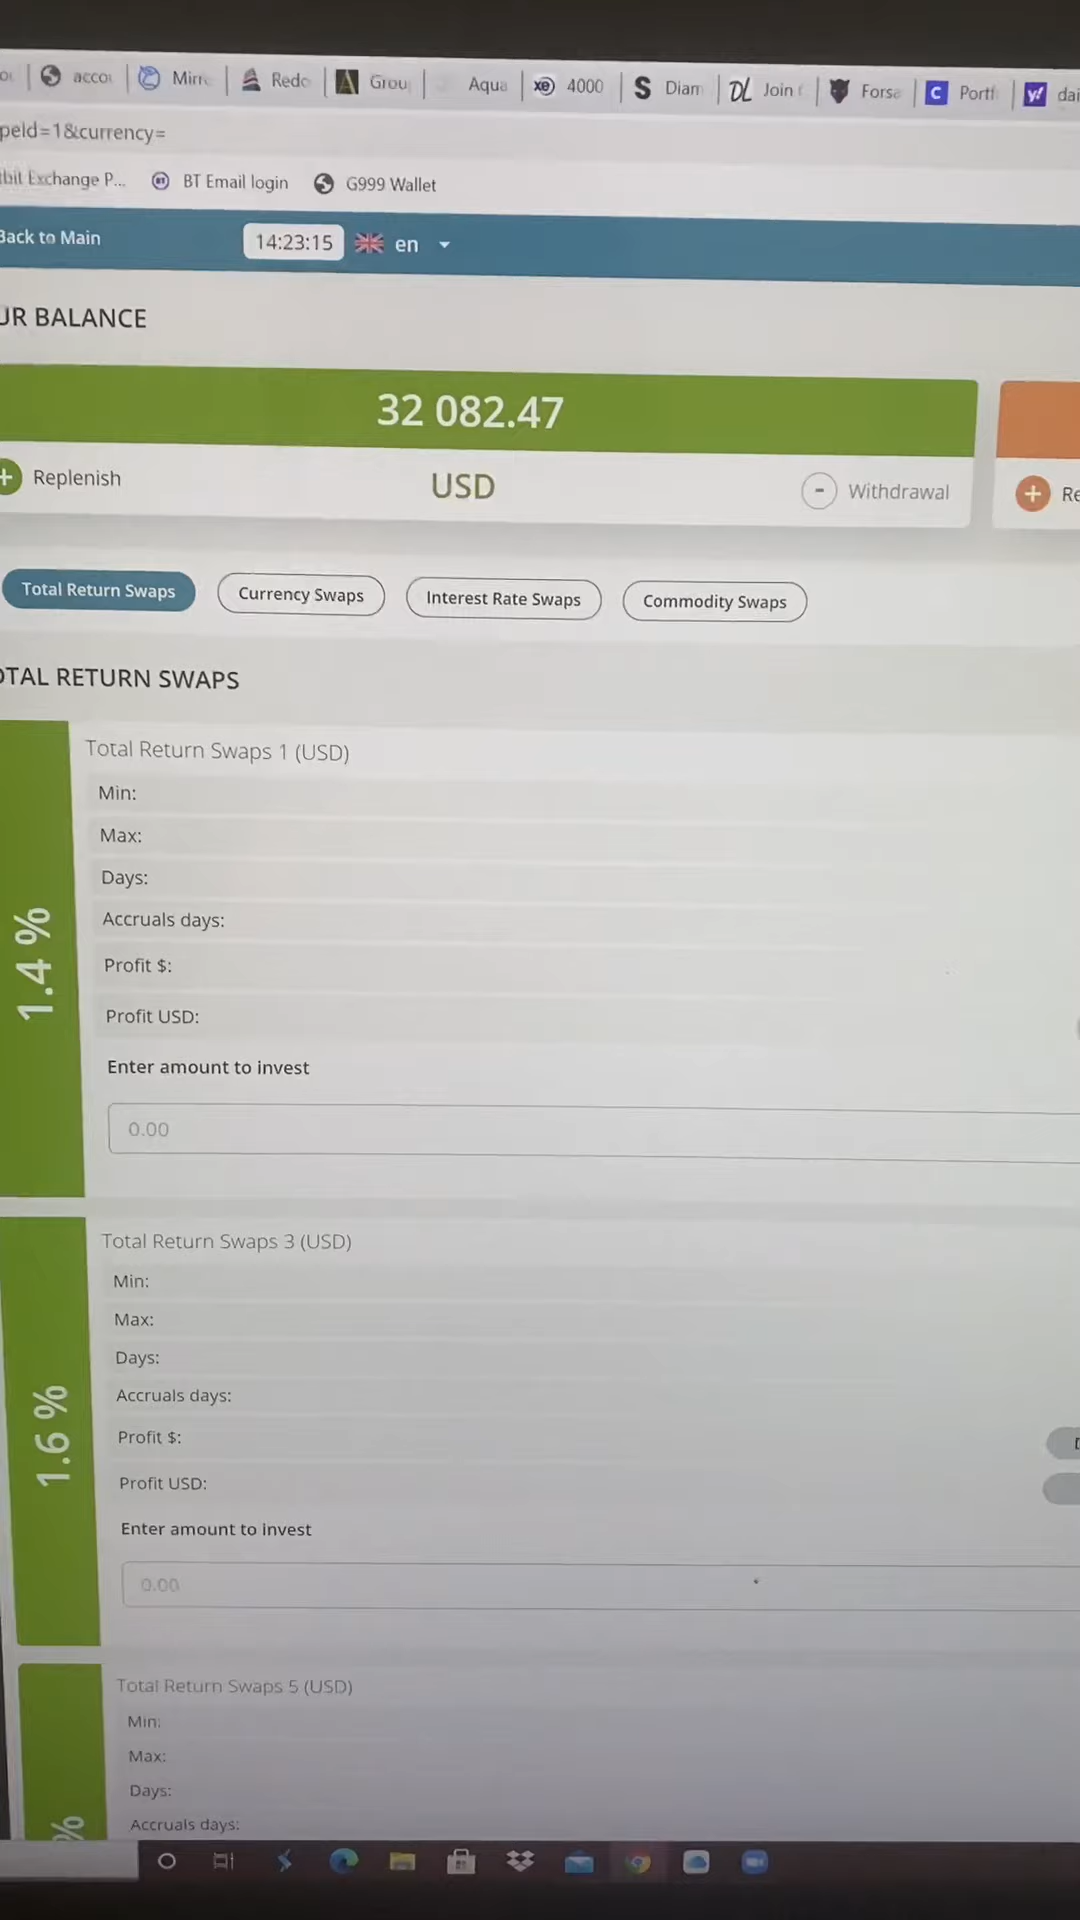 acco Mirr Redo Grou Aqua xe 4000 S Diam DL Join Forsa C Portf y! dai
peId=1&currency=
tbit Exchange P... BT Email login G999 Wallet
Back to Main 14:23:15 en
UR BALANCE
32 082.47
+ Replenish USD - Withdrawal + Re
Total Return Swaps Currency Swaps Interest Rate Swaps Commodity Swaps
OTAL RETURN SWAPS
1.4 %
Total Return Swaps 1 (USD)
Min:
Max:
Days:
Accruals days:
Profit $:
Profit USD:
Enter amount to invest
0.00
1.6 %
Total Return Swaps 3 (USD)
Min:
Max:
Days:
Accruals days:
Profit $:
Profit USD:
Enter amount to invest
0.00
%
Total Return Swaps 5 (USD)
Min:
Max:
Days:
Accruals days: